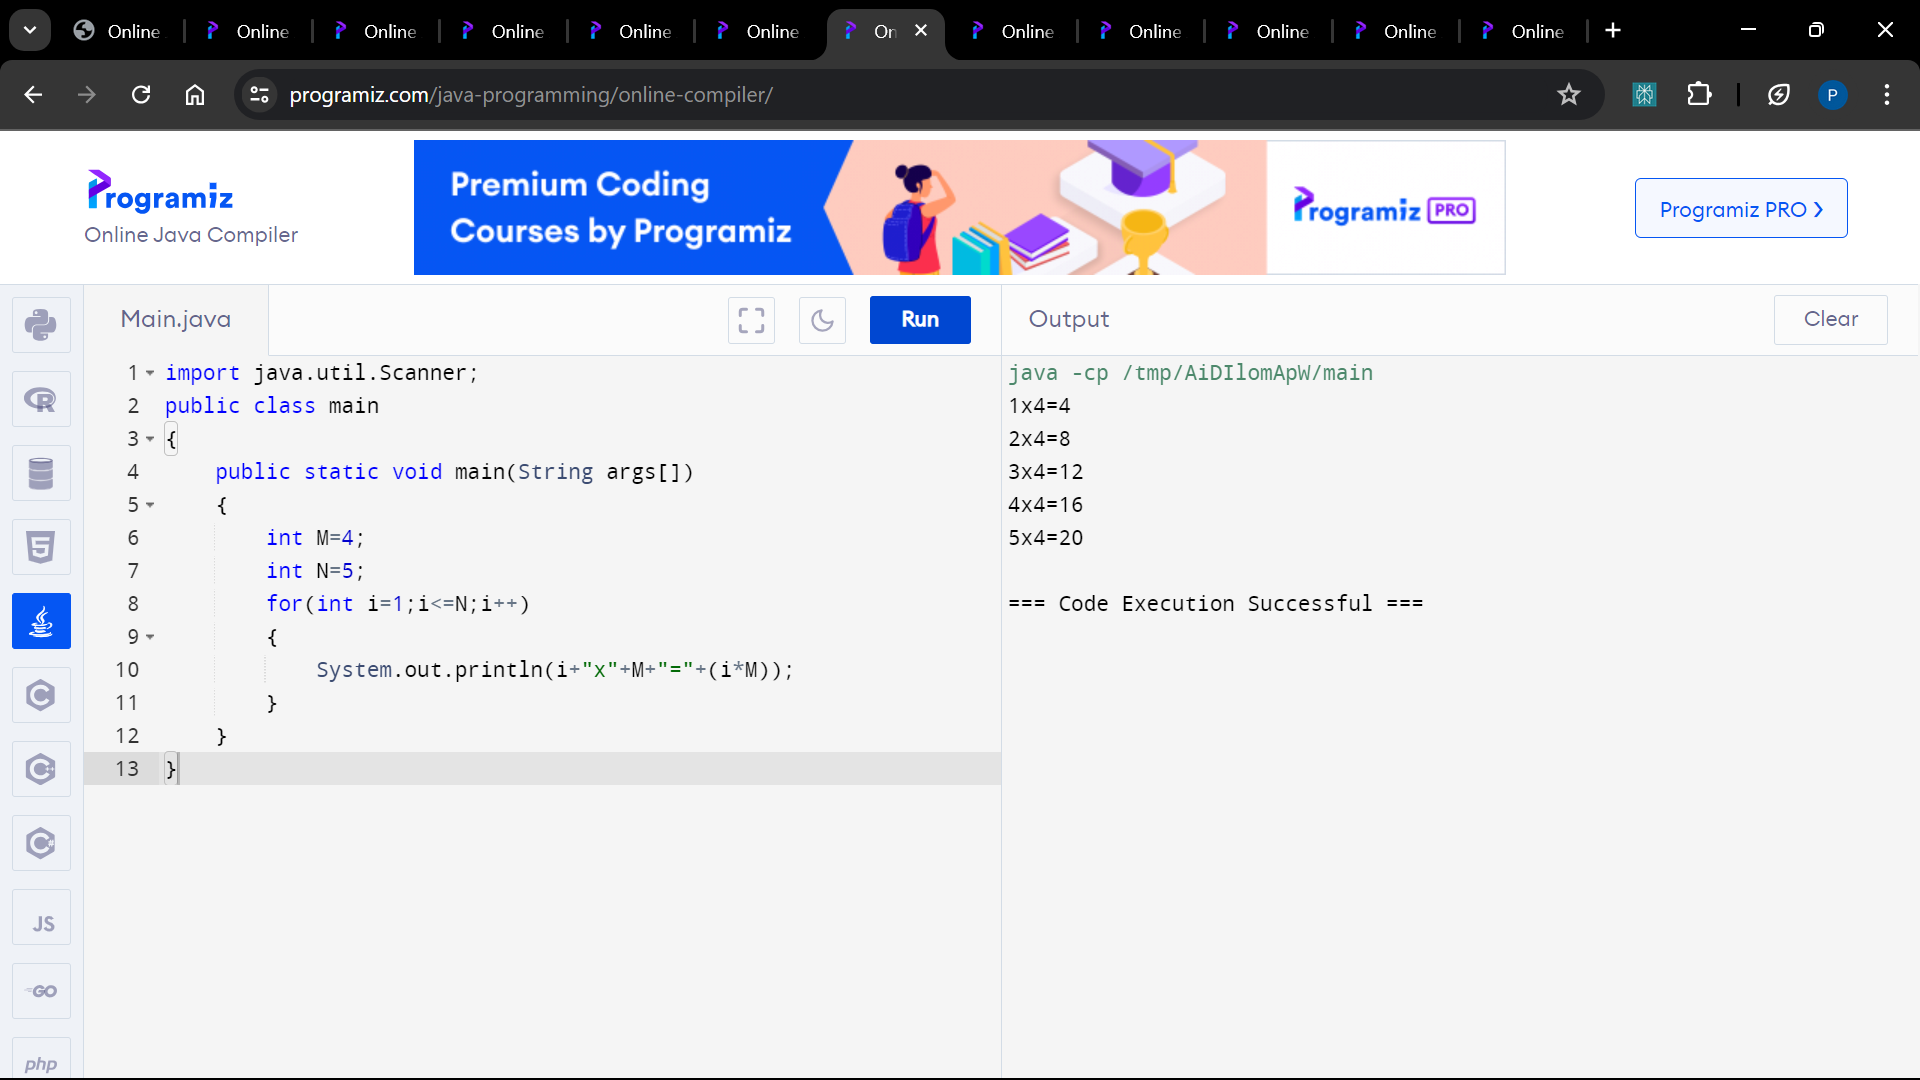 Online
Online
Online
Online
Online
Online
On
Online
Online
Online
Online
Online
programiz.com/java-programming/online-compiler/
P
Programiz
Online Java Compiler
Premium Coding
Courses by Programiz
Programiz PRO
Programiz PRO ❯
Main.java
Run
Output
Clear
1 import java.util.Scanner;
2 public class main
3 {
4     public static void main(String args[])
5     {
6         int M=4;
7         int N=5;
8         for(int i=1;i<=N;i++)
9         {
10             System.out.println(i+"x"+M+"="+(i*M));
11         }
12     }
13 }
java -cp /tmp/AiDIlomApW/main
1x4=4
2x4=8
3x4=12
4x4=16
5x4=20
=== Code Execution Successful ===
R
5
C
C++
C#
JS
GO
php